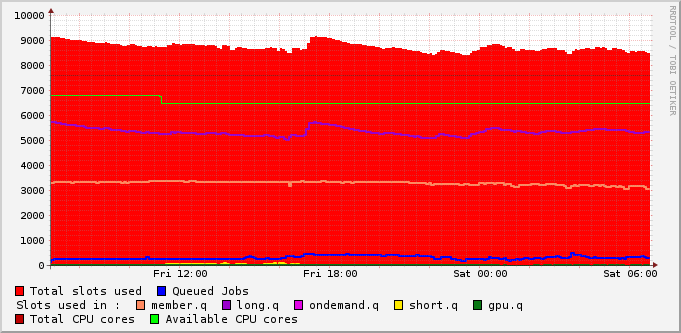 10000
9000
8000
7000
6000
5000
4000
3000
2000
1000
0
Fri 12:00 Fri 18:00 Sat 00:00 Sat 06:00
RRDTOOL / TOBI OETIKER
Total slots used Queued Jobs
Slots used in : member.q long.q ondemand.q short.q gpu.q
Total CPU cores Available CPU cores